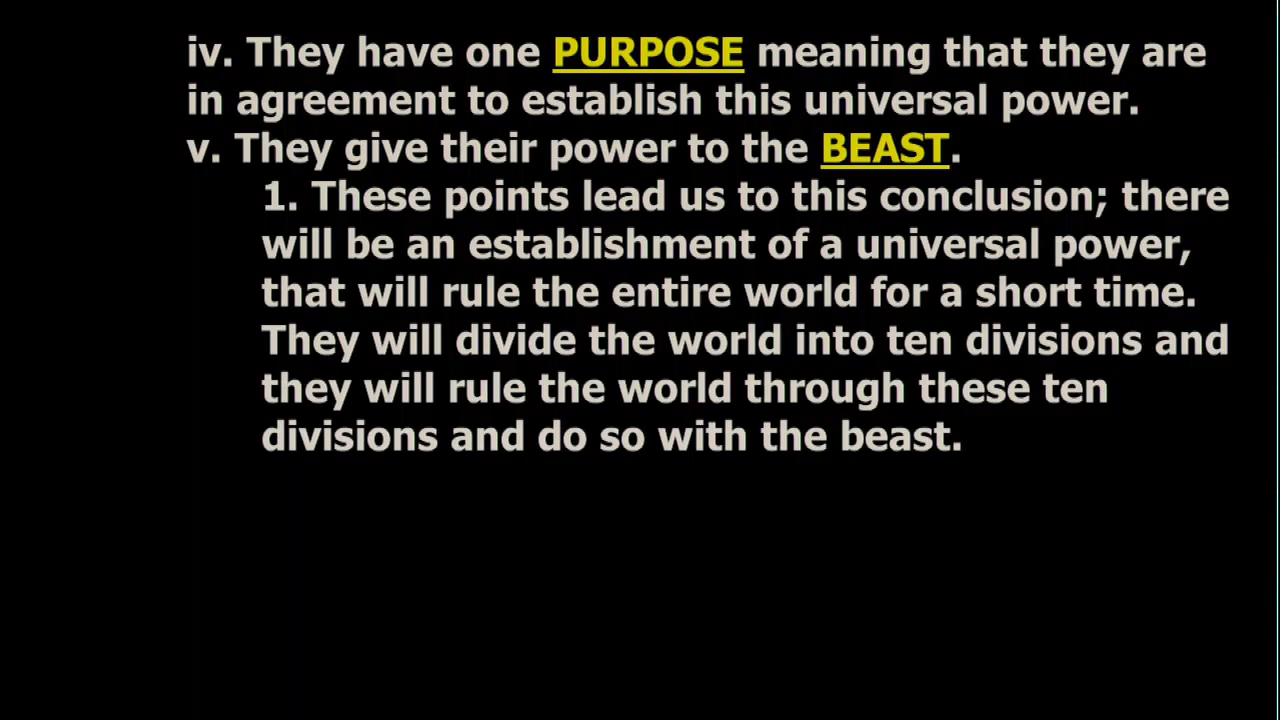 iv. They have one PURPOSE meaning that they are
in agreement to establish this universal power.
v. They give their power to the BEAST.
1. These points lead us to this conclusion; there
will be an establishment of a universal power,
that will rule the entire world for a short time.
They will divide the world into ten divisions and
they will rule the world through these ten
divisions and do so with the beast.